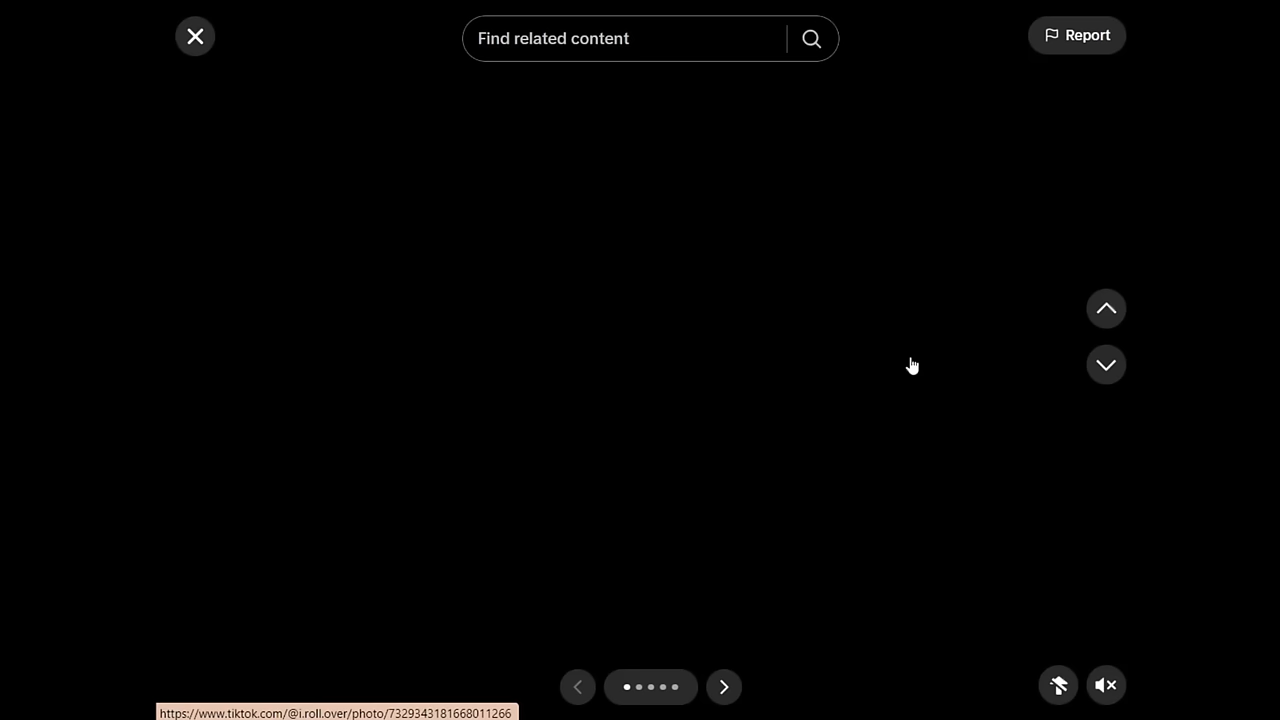 Find related content
Report
https://www.tiktok.com/@i.roll.over/photo/7329343181668011266